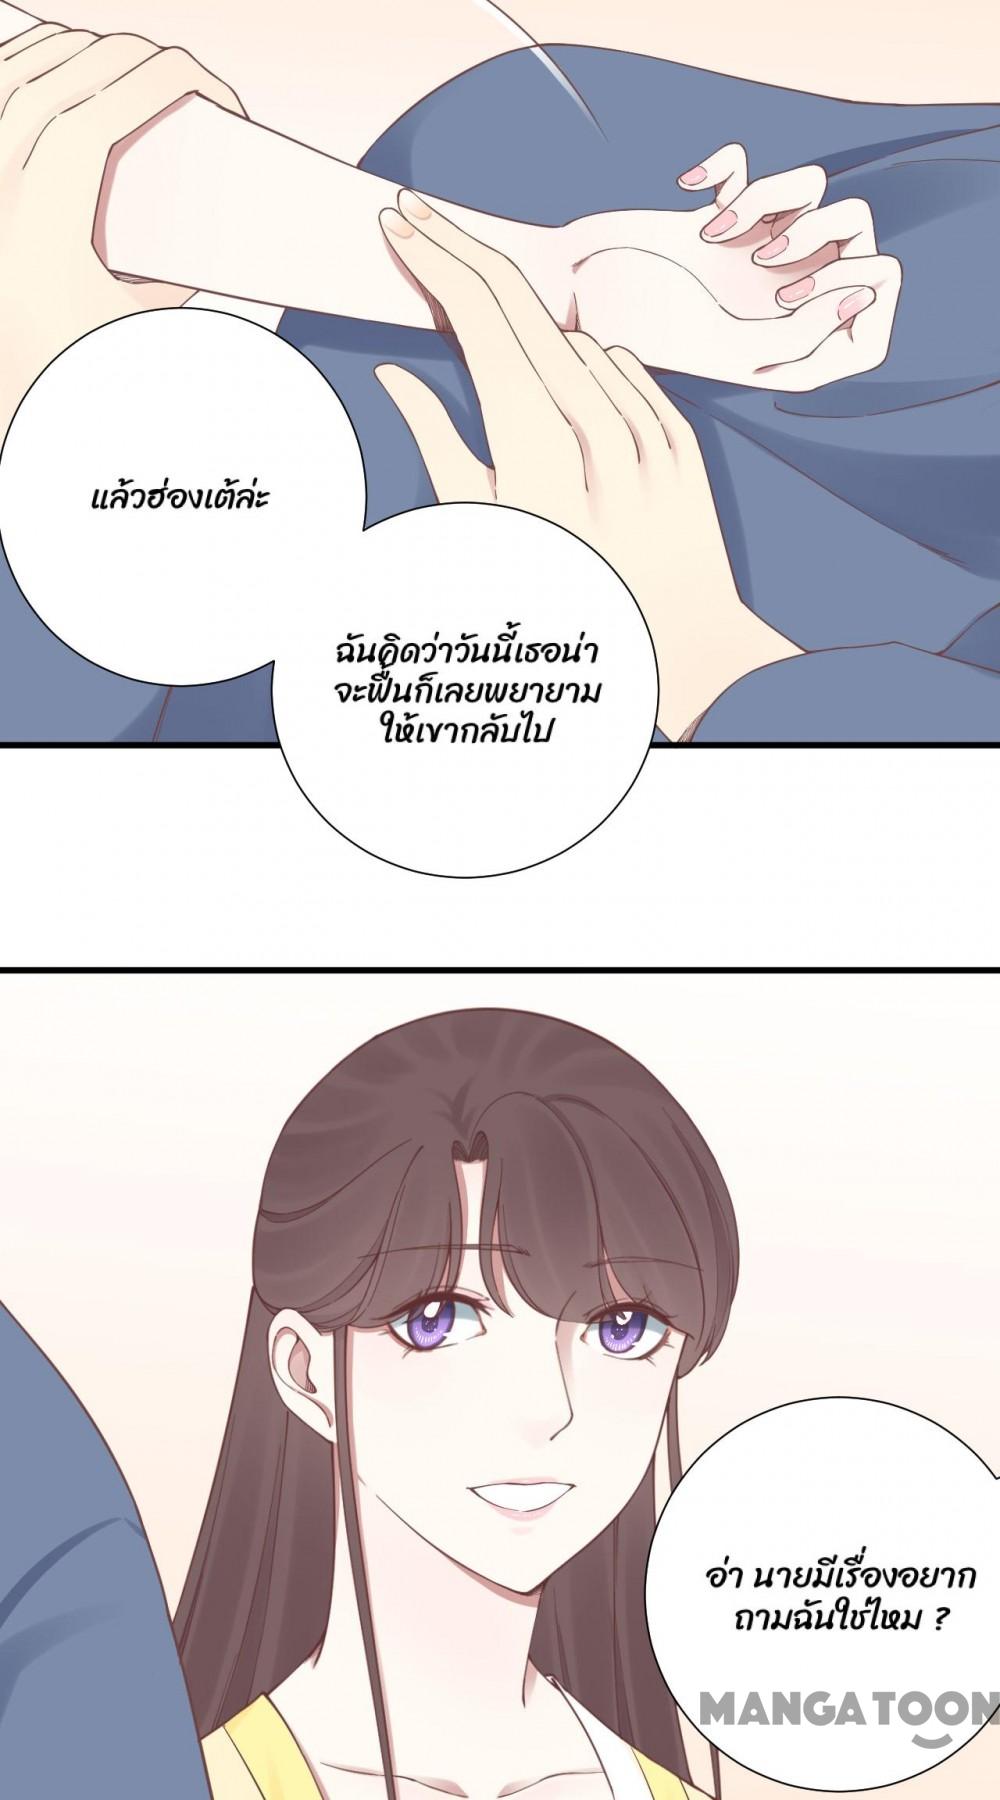 แล้วฮ่องเต้ล่ะ
ฉันคิดว่าวันนี้เธอน่า
จะฟื้นก็เลยพยายาม
ให้เขากลับไป
อ่า นายมีเรื่องอยาก
ถามฉันใช่ไหม ?
MANGATOON